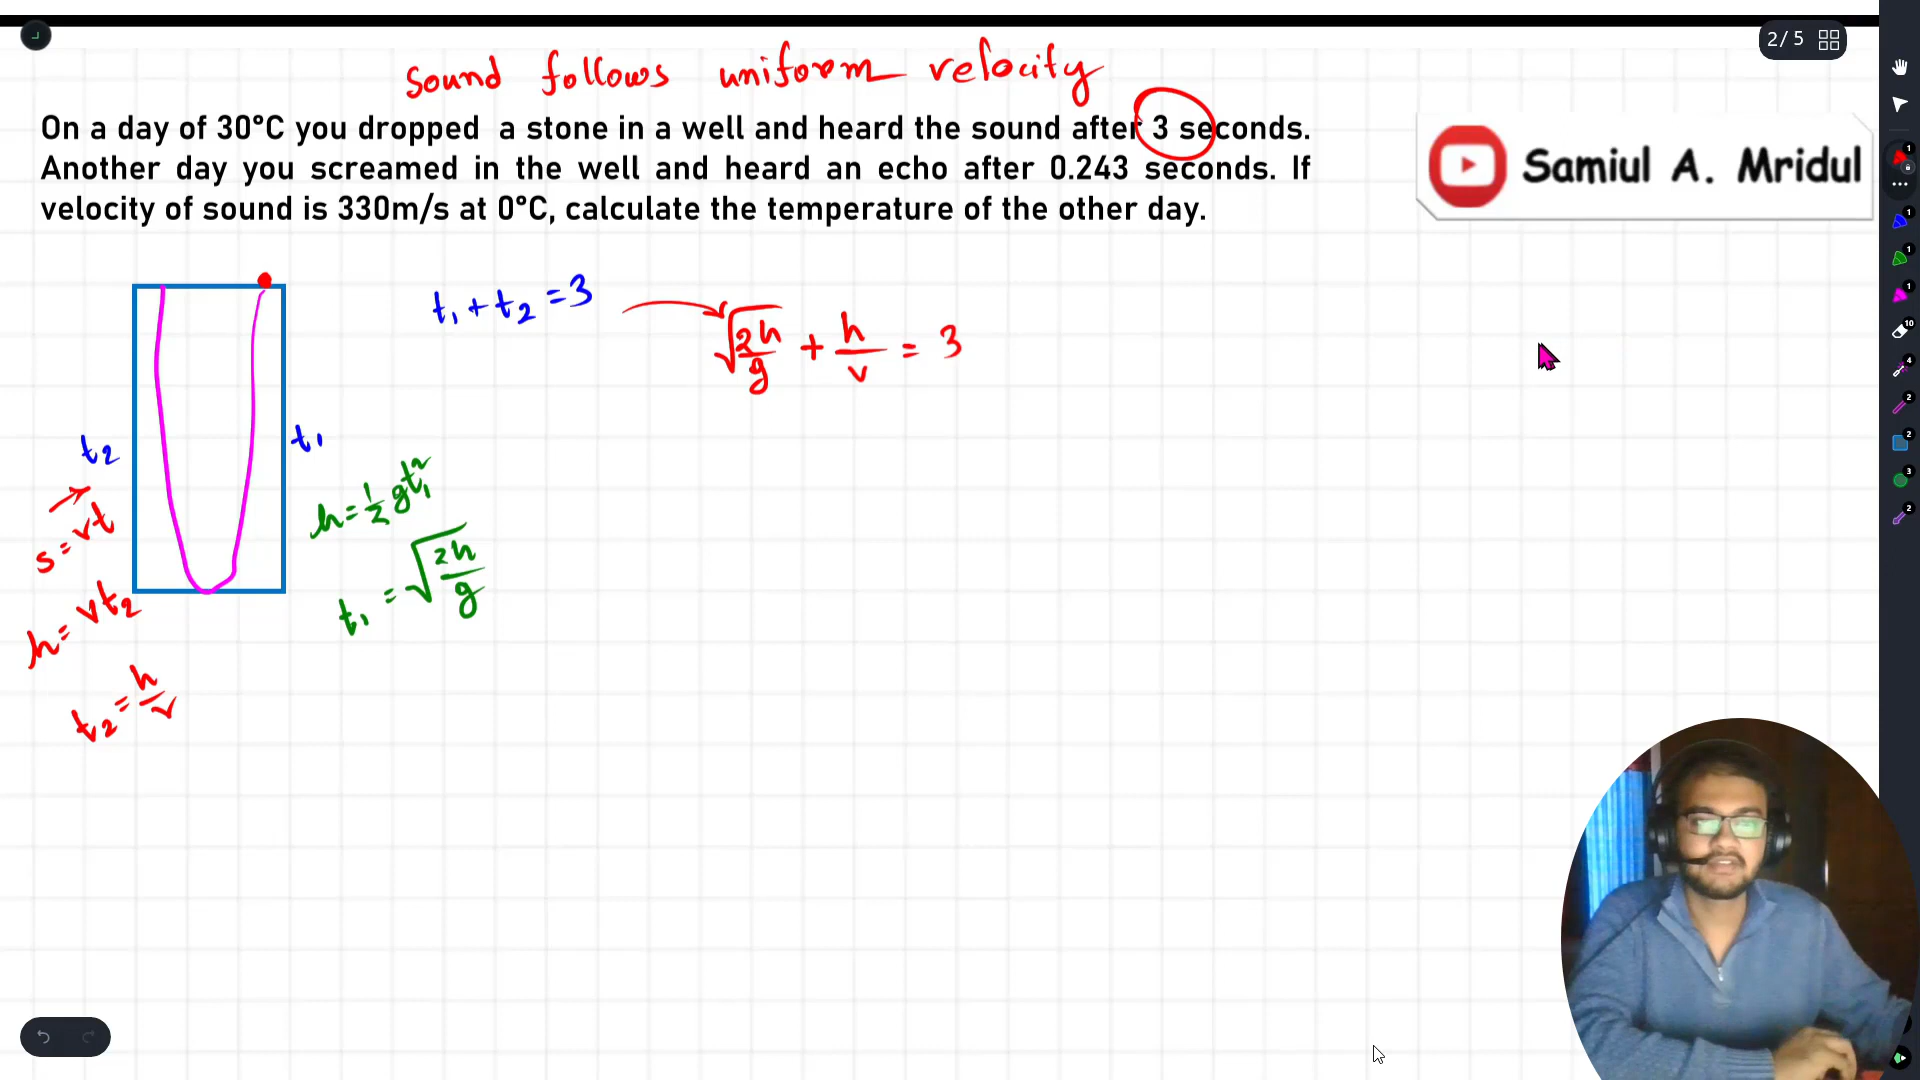 2/5
Sound follows uniform velocity
On a day of 30°C you dropped a stone in a well and heard the sound after 3 seconds.
Another day you screamed in the well and heard an echo after 0.243 seconds. If
velocity of sound is 330m/s at 0°C, calculate the temperature of the other day.
Samiul A. Mridul
t₁ + t₂ = 3
√(2h/g) + h/v = 3
t₂
t₁
s = vt
h = vt₂
t₂ = h/v
h = ½ g t₁²
t₁ = √(2h/g)